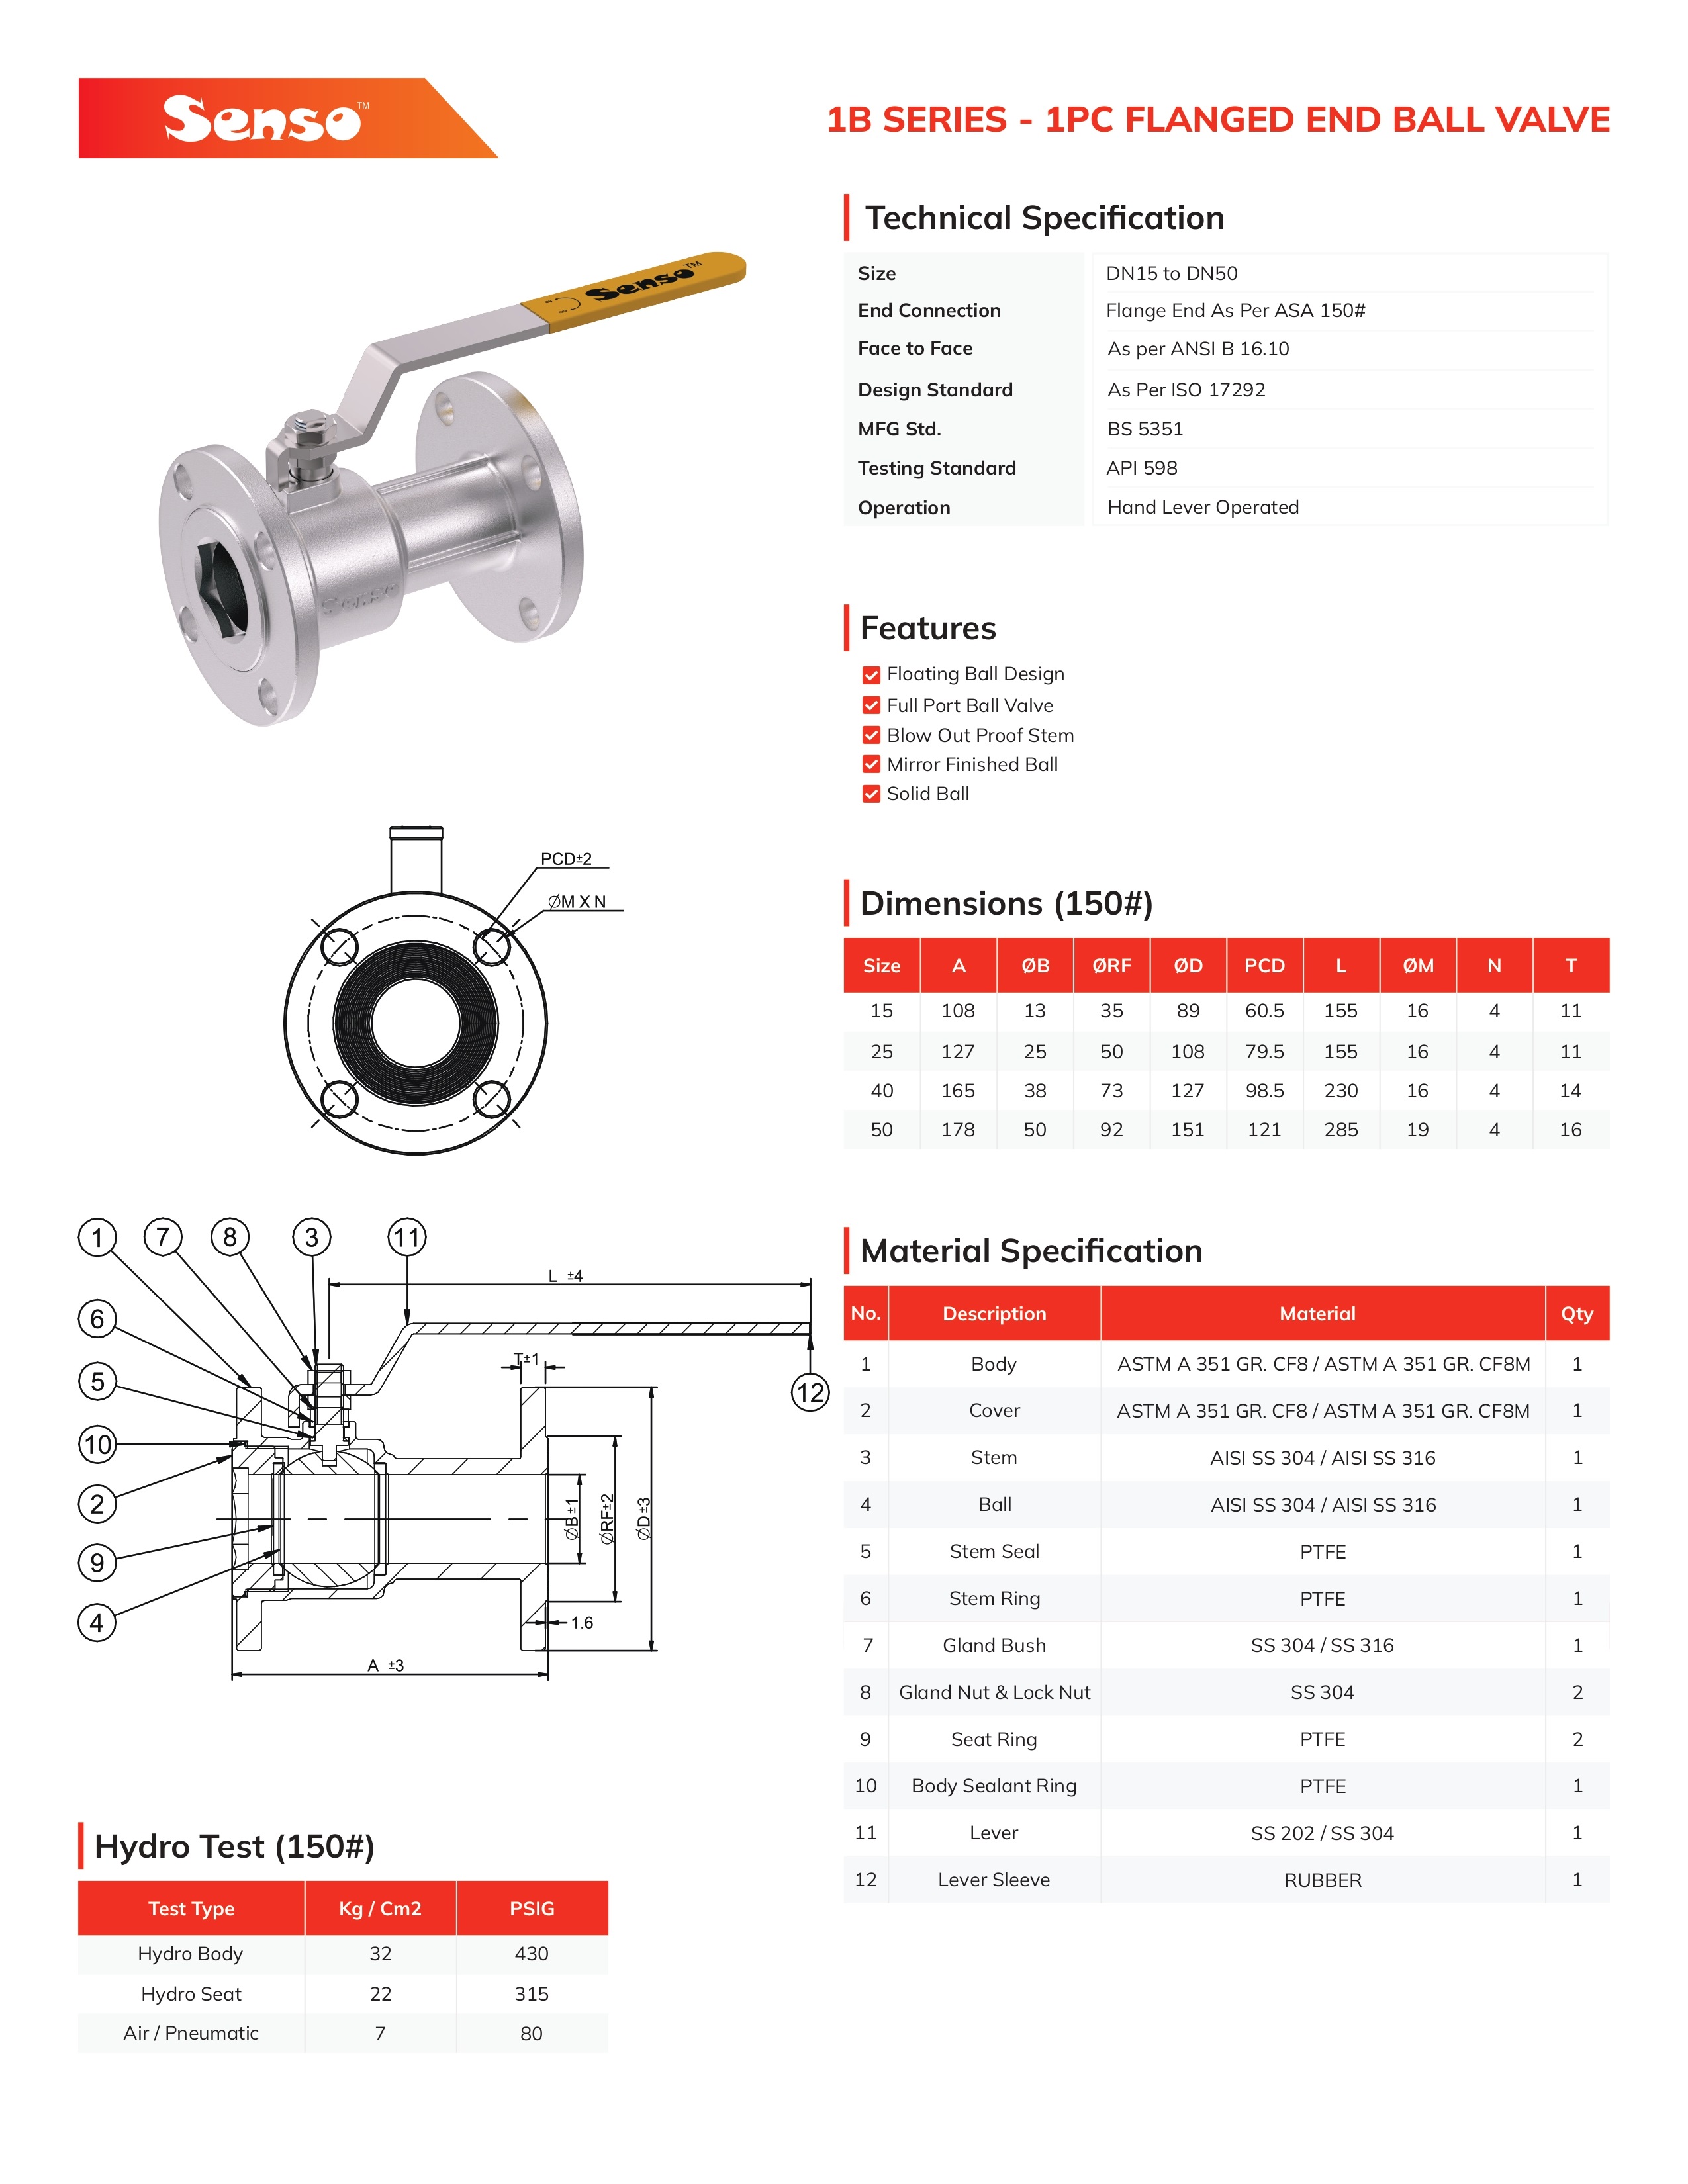 Senso™
1B SERIES - 1PC FLANGED END BALL VALVE
Senso™
Senso
Technical Specification
Size DN15 to DN50
End Connection Flange End As Per ASA 150#
Face to Face As per ANSI B 16.10
Design Standard As Per ISO 17292
MFG Std. BS 5351
Testing Standard API 598
Operation Hand Lever Operated
Features
Floating Ball Design
Full Port Ball Valve
Blow Out Proof Stem
Mirror Finished Ball
Solid Ball
PCD±2
ØM X N
Dimensions (150#)
Size A ØB ØRF ØD PCD L ØM N T
15 108 13 35 89 60.5 155 16 4 11
25 127 25 50 108 79.5 155 16 4 11
40 165 38 73 127 98.5 230 16 4 14
50 178 50 92 151 121 285 19 4 16
1 7 8 3 11
L ±4
6
T±1
5
12
10
2
ØB±1
ØRF±2
ØD±3
9
4
1.6
A ±3
Material Specification
No. Description Material Qty
1 Body ASTM A 351 GR. CF8 / ASTM A 351 GR. CF8M 1
2 Cover ASTM A 351 GR. CF8 / ASTM A 351 GR. CF8M 1
3 Stem AISI SS 304 / AISI SS 316 1
4 Ball AISI SS 304 / AISI SS 316 1
5 Stem Seal PTFE 1
6 Stem Ring PTFE 1
7 Gland Bush SS 304 / SS 316 1
8 Gland Nut & Lock Nut SS 304 2
9 Seat Ring PTFE 2
10 Body Sealant Ring PTFE 1
11 Lever SS 202 / SS 304 1
12 Lever Sleeve RUBBER 1
Hydro Test (150#)
Test Type Kg / Cm2 PSIG
Hydro Body 32 430
Hydro Seat 22 315
Air / Pneumatic 7 80